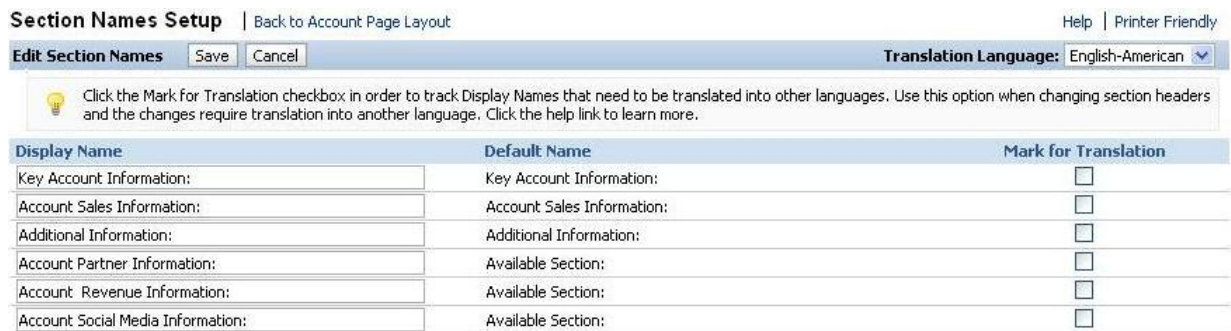 Section Names Setup | Back to Account Page Layout Help | Printer Friendly
Edit Section Names Save Cancel Translation Language: English-American
Click the Mark for Translation checkbox in order to track Display Names that need to be translated into other languages. Use this option when changing section headers
and the changes require translation into another language. Click the help link to learn more.
Display Name Default Name Mark for Translation
Key Account Information: Key Account Information:
Account Sales Information: Account Sales Information:
Additional Information: Additional Information:
Account Partner Information: Available Section:
Account  Revenue Information: Available Section:
Account Social Media Information: Available Section: